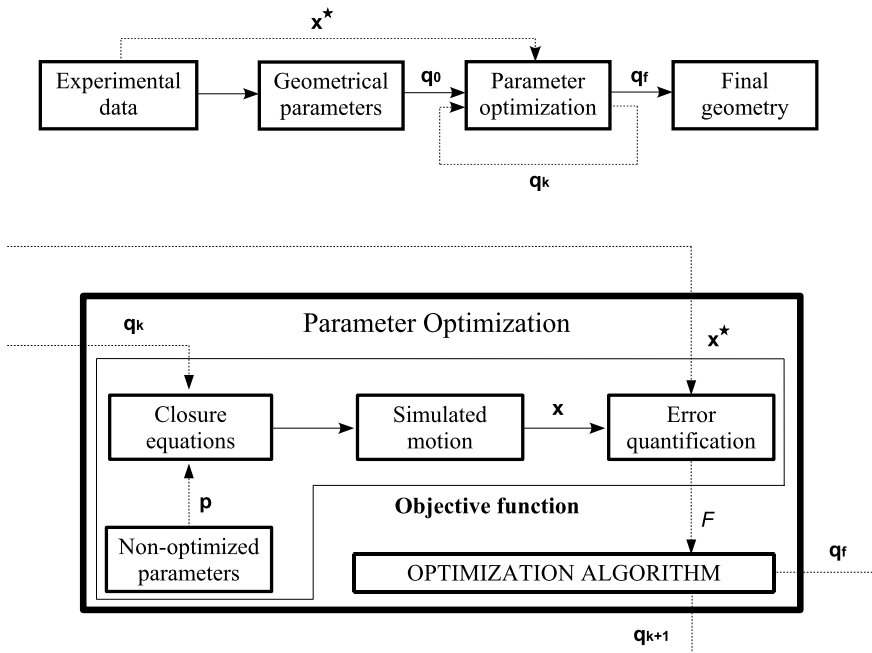 x★
Experimental
data
Geometrical
parameters
q0
Parameter
optimization
qf
Final
geometry
qk
qk
Parameter Optimization
x★
Closure
equations
Simulated
motion
x
Error
quantification
p
Objective function
F
Non-optimized
parameters
OPTIMIZATION ALGORITHM
qf
qk+1